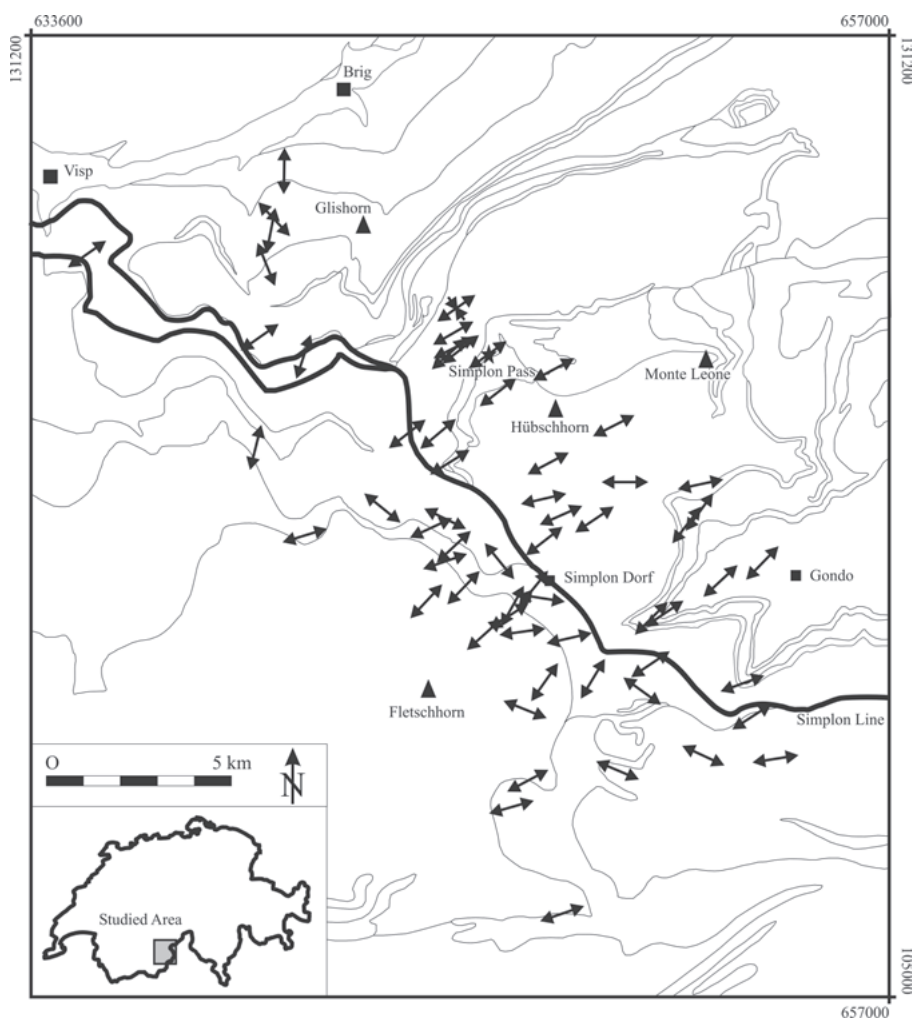 633600
657000
131200
131200
Brig
Visp
Glishorn
Simplon Pass
Monte Leone
Hübschhorn
Simplon Dorf
Gondo
Fletschhorn
Simplon Line
O
5 km
N
Studied Area
105000
657000